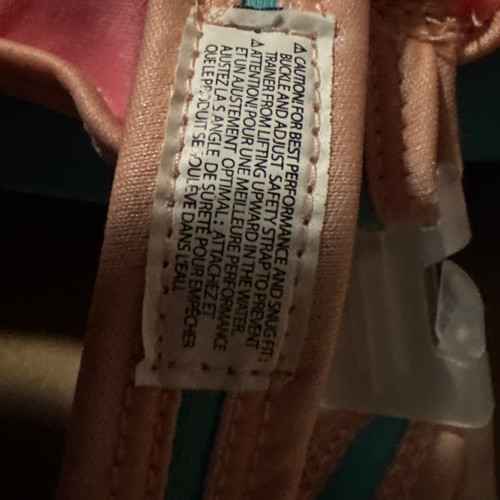 ⚠CAUTION! FOR BEST PERFORMANCE AND SNUG FIT:
BUCKLE AND ADJUST SAFETY STRAP TO PREVENT
TRAINER FROM LIFTING UPWARD IN THE WATER.
⚠ATTENTION! POUR UNE MEILLEURE PERFORMANCE
ET UN AJUSTEMENT OPTIMAL: ATTACHEZ ET
AJUSTEZ LA SANGLE DE SURETÉ POUR EMPÊCHER
QUE LE PRODUIT SE SOULÈVE DANS L'EAU.